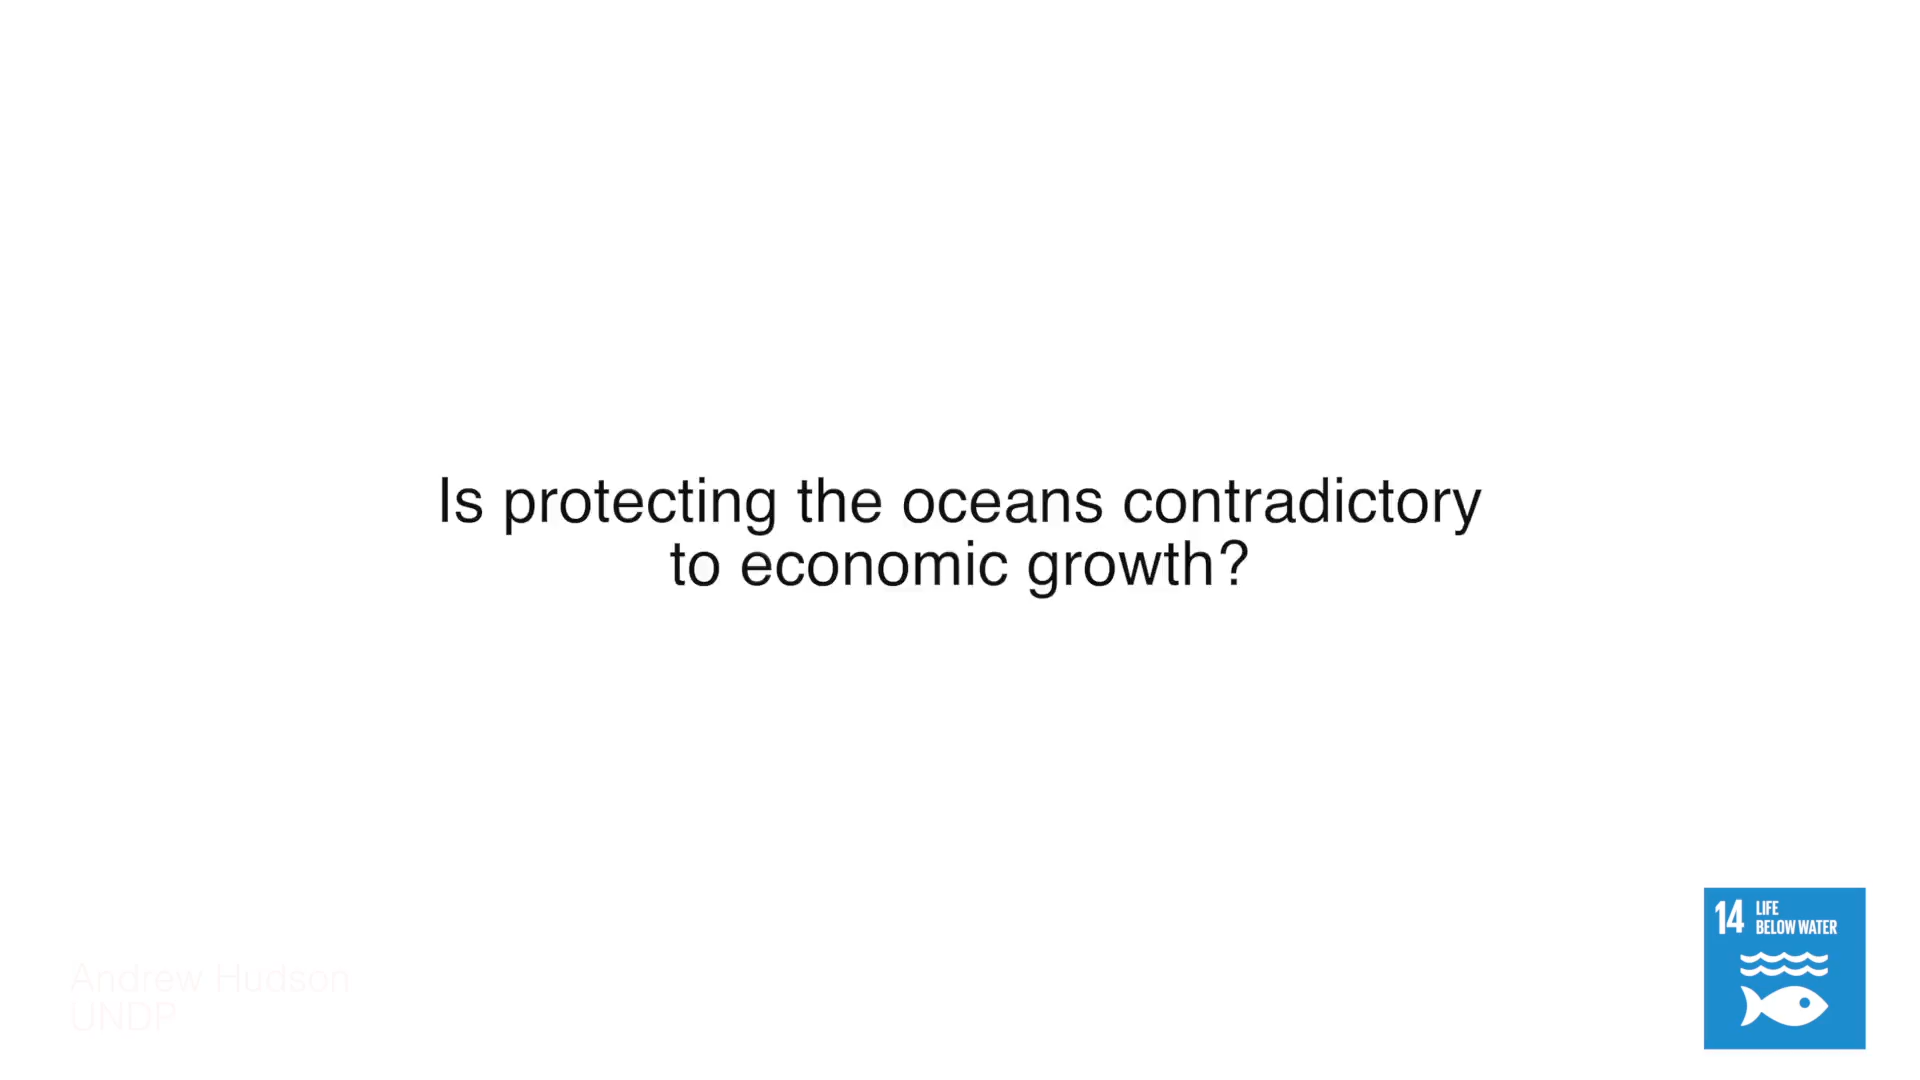 Is protecting the oceans contradictory
to economic growth?
Andrew Hudson
UNDP
14 LIFE
BELOW WATER